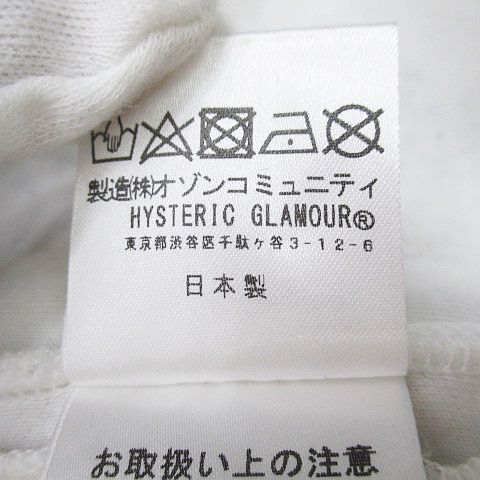 製造(株)オゾンコミュニティ
HYSTERIC GLAMOUR®
東京都渋谷区千駄ヶ谷3-12-6
日本製
お取扱い上の注意